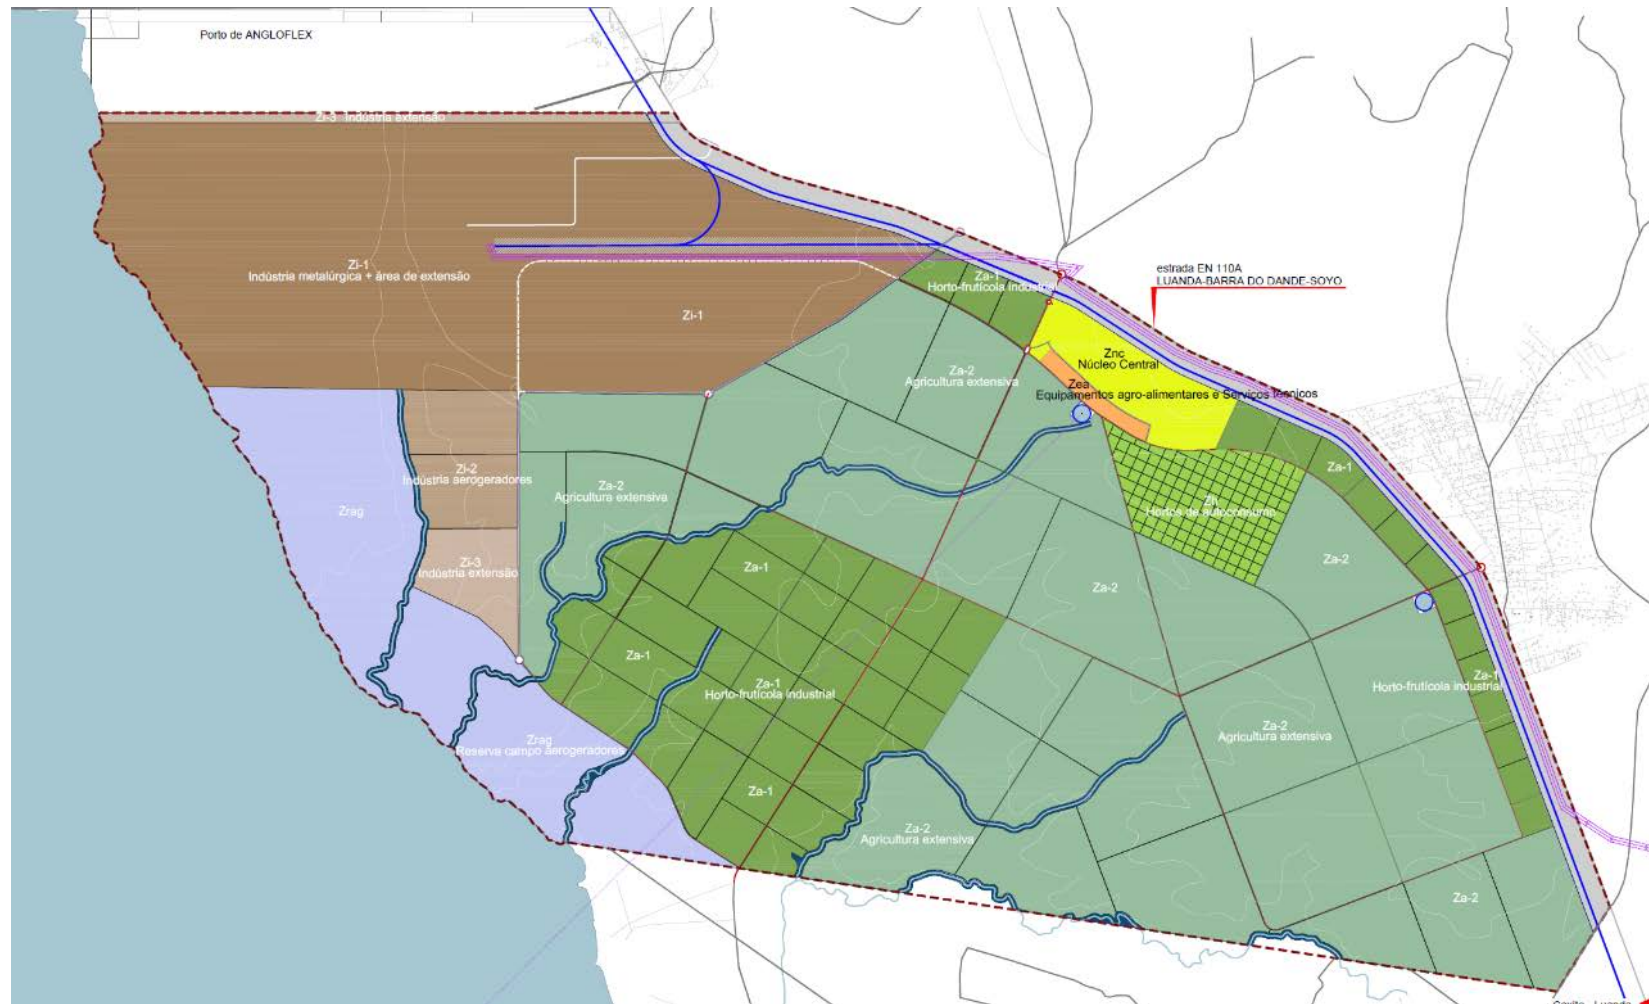 Porto de ANGLOFLEX
Zi-3 Indústria extensão
Zi-1
Indústria metalúrgica + área de extensão
Zi-1
Za-1
Horto-frutícola industrial
estrada EN 110A
LUANDA-BARRA DO DANDE-SOYO
Znc
Núcleo Central
Za-2
Agricultura extensiva
Zea
Equipamentos agro-alimentares e Serviços técnicos
Zi-2
Indústria aerogeradores
Za-2
Agricultura extensiva
Za-1
Zrag
Zh
Hortos de autoconsumo
Zi-3
Indústria extensão
Za-1
Za-2
Za-2
Za-1
Za-1
Horto-frutícola industrial
Za-1
Horto-frutícola industrial
Zrag
Reserva campo aerogeradores
Za-2
Agricultura extensiva
Za-1
Za-2
Agricultura extensiva
Za-2